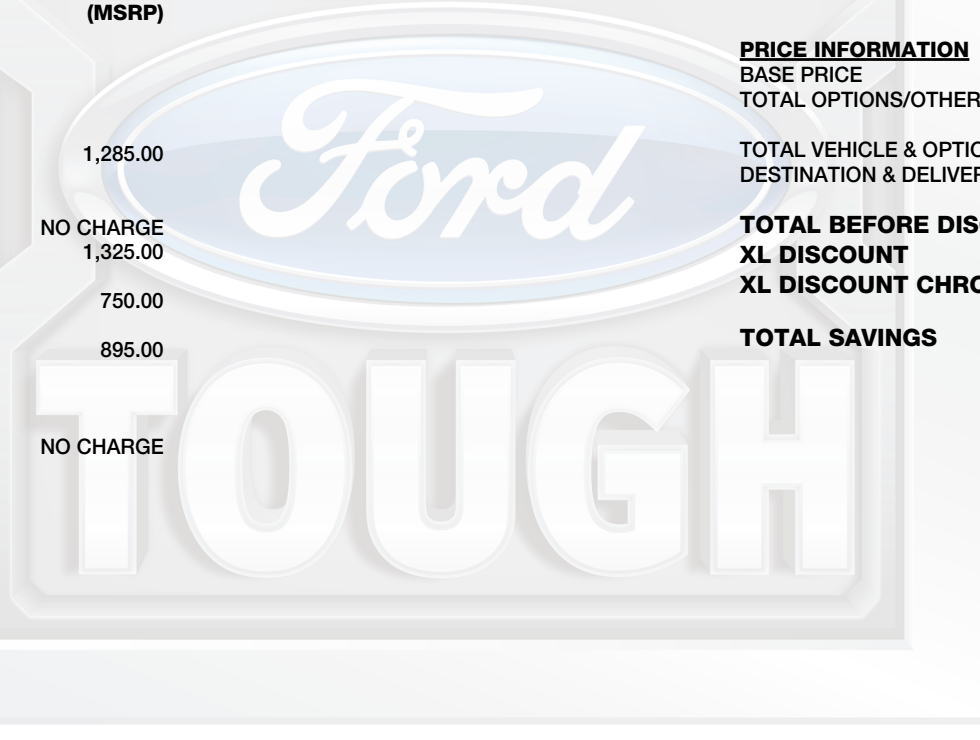 (MSRP)
1,285.00
NO CHARGE
1,325.00
750.00
895.00
NO CHARGE
PRICE INFORMATION
BASE PRICE
TOTAL OPTIONS/OTHER
TOTAL VEHICLE & OPTIO
DESTINATION & DELIVER
TOTAL BEFORE DIS
XL DISCOUNT
XL DISCOUNT CHRO
TOTAL SAVINGS
Ford
TOUGH